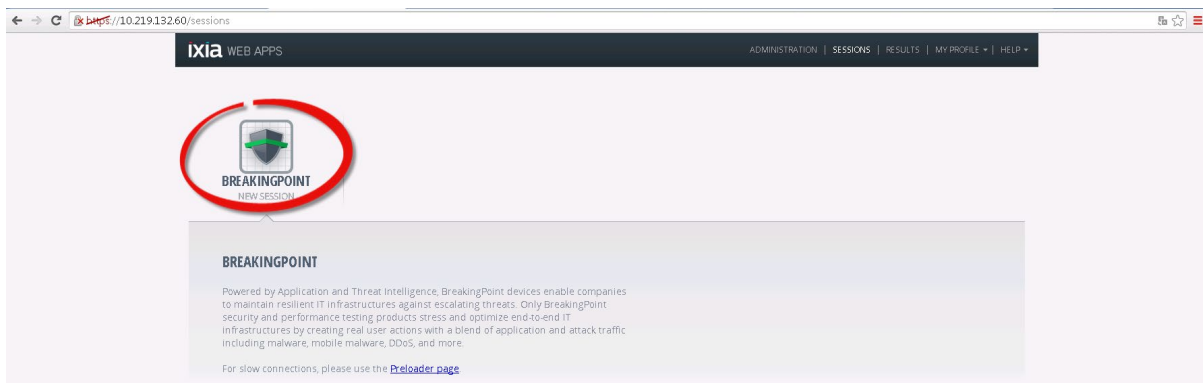 https://10.219.132.60/sessions
ixia WEB APPS
ADMINISTRATION | SESSIONS | RESULTS | MY PROFILE | HELP
BREAKINGPOINT
NEW SESSION
BREAKINGPOINT
Powered by Application and Threat Intelligence, BreakingPoint devices enable companies
to maintain resilient IT infrastructures against escalating threats. Only BreakingPoint
security and performance testing products stress and optimize end-to-end IT
infrastructures by creating real user actions with a blend of application and attack traffic
including malware, mobile malware, DDoS, and more.
For slow connections, please use the Preloader page